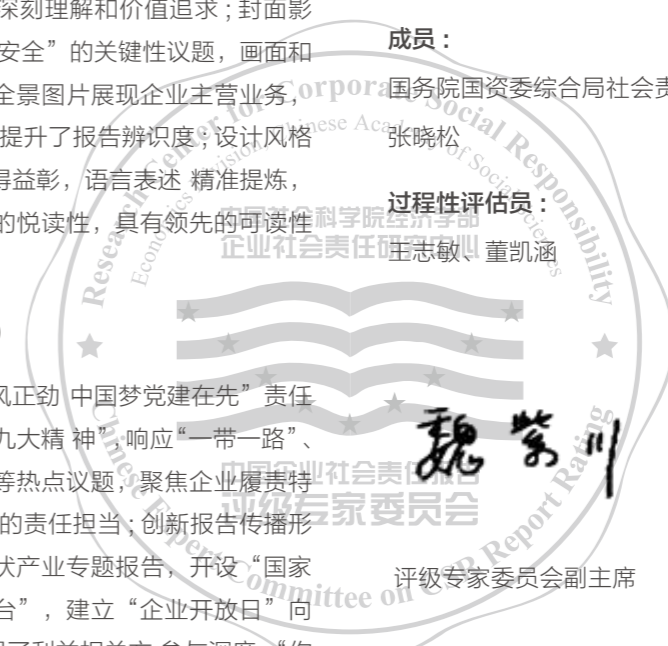 深刻理解和价值追求；封面影
安全”的关键性议题，画面和
全景图片展现企业主营业务，
提升了报告辨识度；设计风格
得益彰，语言表述 精准提炼，
的悦读性，具有领先的可读性
风正劲 中国梦党建在先”责任
九大精 神”，响应“一带一路”、
等热点议题，聚焦企业履责特
的责任担当；创新报告传播形
伏产业专题报告，开设“国家
台”，建立“企业开放日”向
成员：
国务院国资委综合局社会责
张晓松
过程性评估员：
王志敏、董凯涵
魏紫川
评级专家委员会副主席
Research Center for Corporate Social Responsibility
Economics Division, Chinese Academy of Social Sciences
中国社会科学院经济学部
企业社会责任研究中心
中国企业社会责任报告
评级专家委员会
Chinese Expert Committee on CSR Report Rating